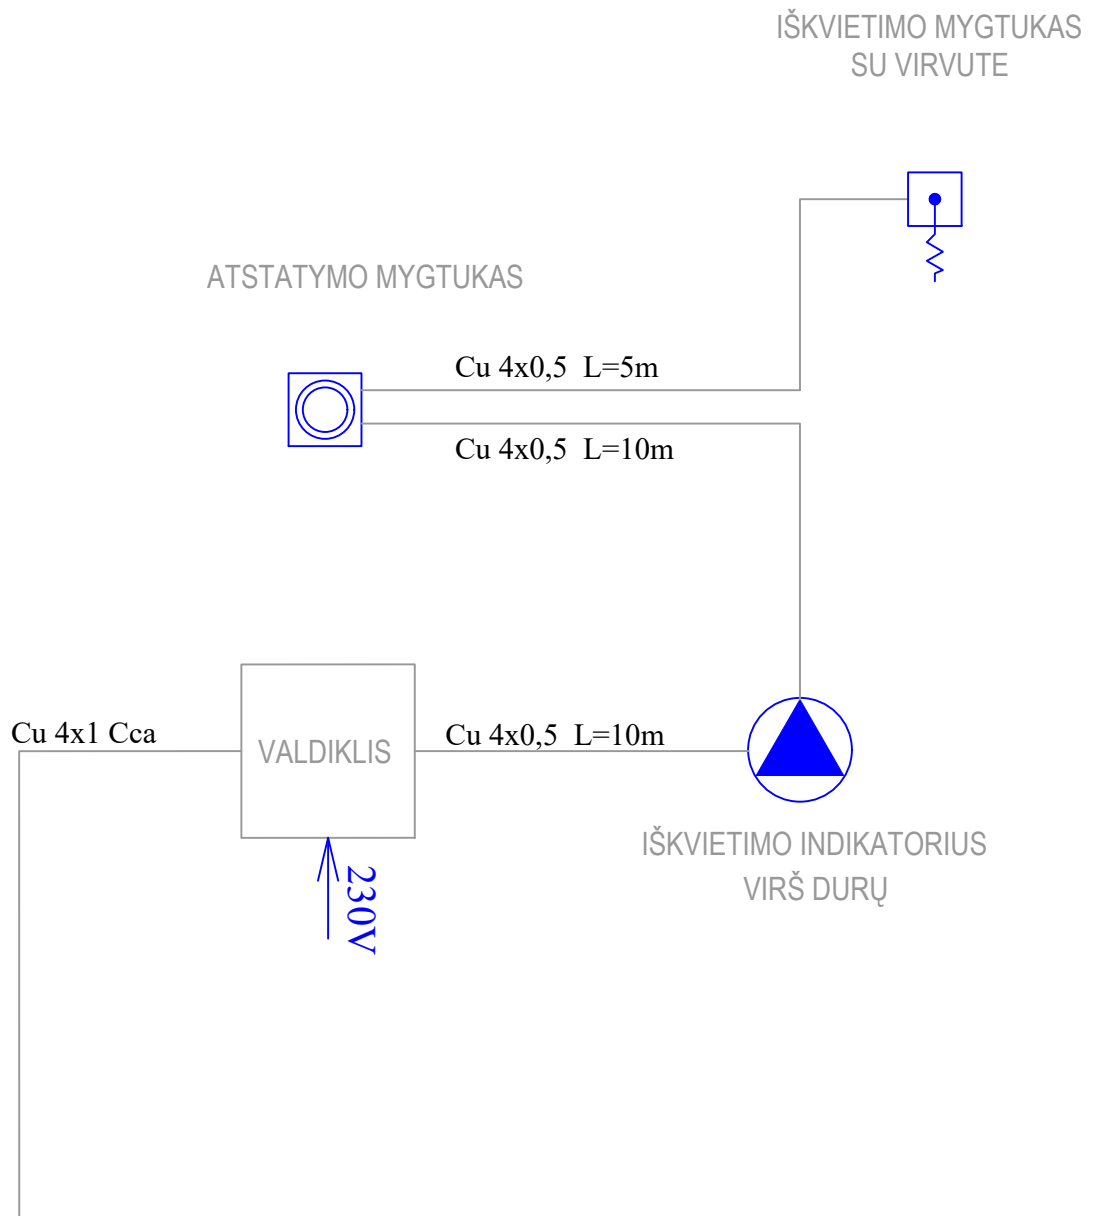 IŠKVIETIMO MYGTUKAS
SU VIRVUTE
ATSTATYMO MYGTUKAS
Cu 4x0,5 L=5m
Cu 4x0,5 L=10m
Cu 4x1 Cca
VALDIKLIS
Cu 4x0,5 L=10m
IŠKVIETIMO INDIKATORIUS
VIRŠ DURŲ
230V